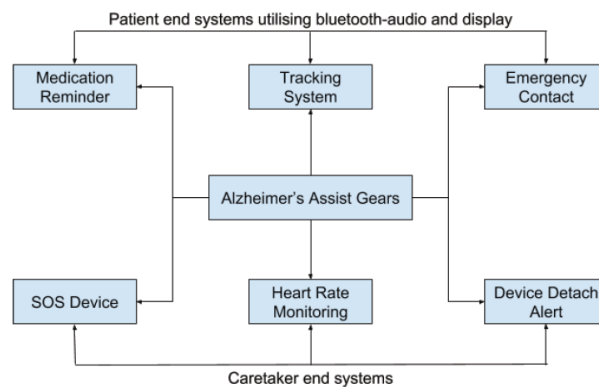 Patient end systems utilising bluetooth-audio and display
Medication
Reminder
Tracking
System
Emergency
Contact
Alzheimer's Assist Gears
SOS Device
Heart Rate
Monitoring
Device Detach
Alert
Caretaker end systems